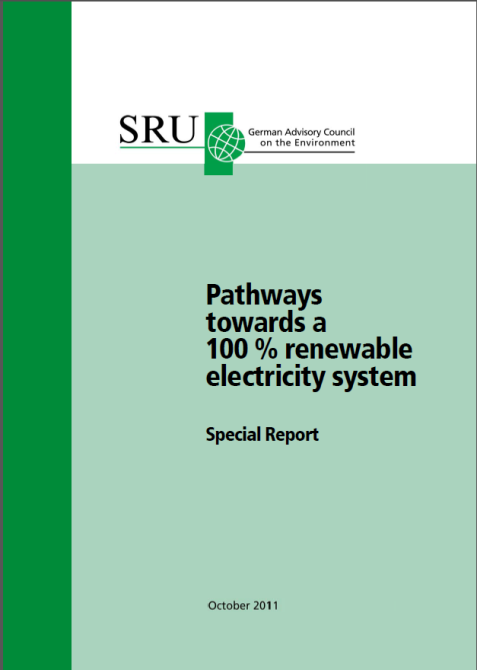 SRU
German Advisory Council
on the Environment
Pathways
towards a
100 % renewable
electricity system
Special Report
October 2011